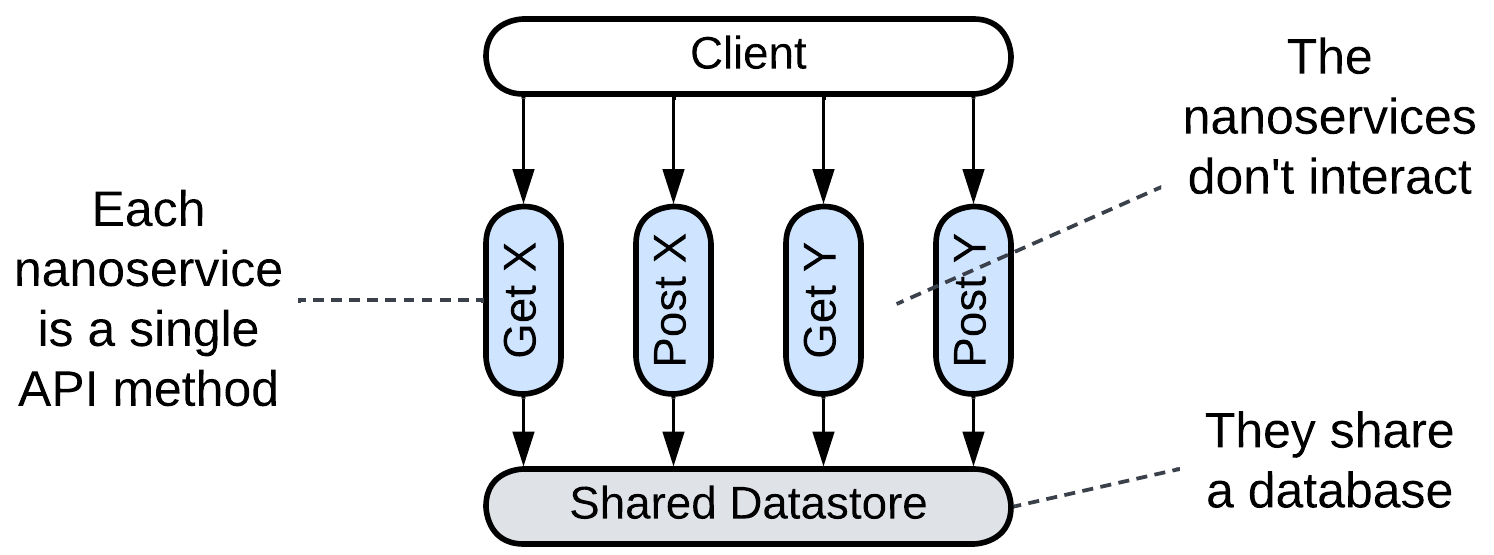 Client
The
nanoservices
don't interact
Each
nanoservice
is a single
API method
Get X
Post X
Get Y
Post Y
They share
a database
Shared Datastore